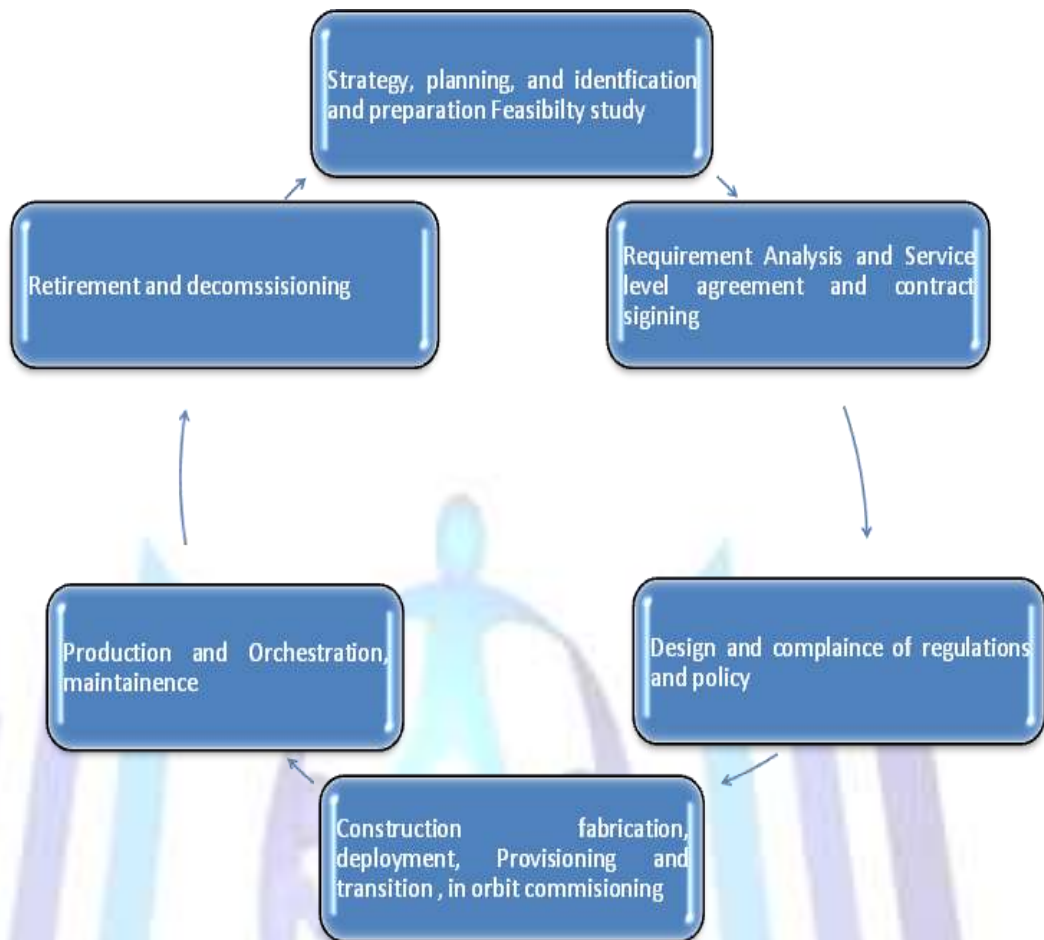 Strategy, planning, and identfication
and preparation Feasibilty study
Requirement Analysis and Service
level agreement and contract
sigining
Design and complaince of regulations
and policy
Construction fabrication,
deployment, Provisioning and
transition , in orbit commisioning
Production and Orchestration,
maintainence
Retirement and decomssisioning